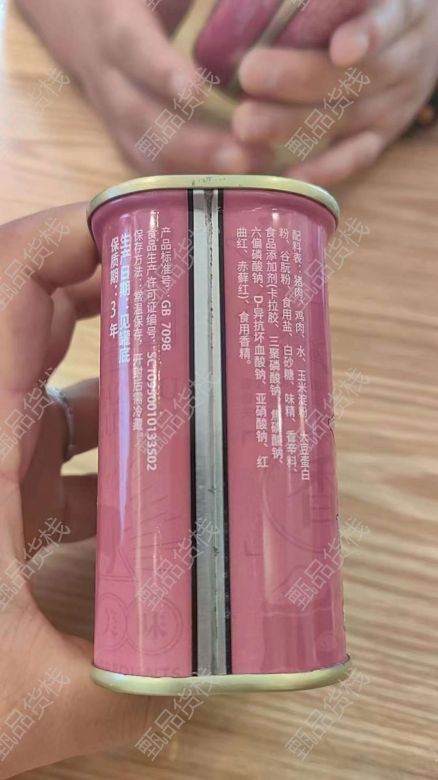 配料表：猪肉、鸡肉、水、玉米淀粉、大豆蛋白
粉、谷朊粉、食用盐、白砂糖、味精、香辛料、
食品添加剂(卡拉胶、三聚磷酸钠、焦磷酸钠、
六偏磷酸钠、D-异抗坏血酸钠、亚硝酸钠、红
曲红、赤藓红)、食用香精。
产品标准号：GB 7098
食品生产许可证编号：SC10950010133502
保存方法：常温保存，开封后需冷藏。
生产日期：见罐底
保质期：3年
美味
甄品货栈